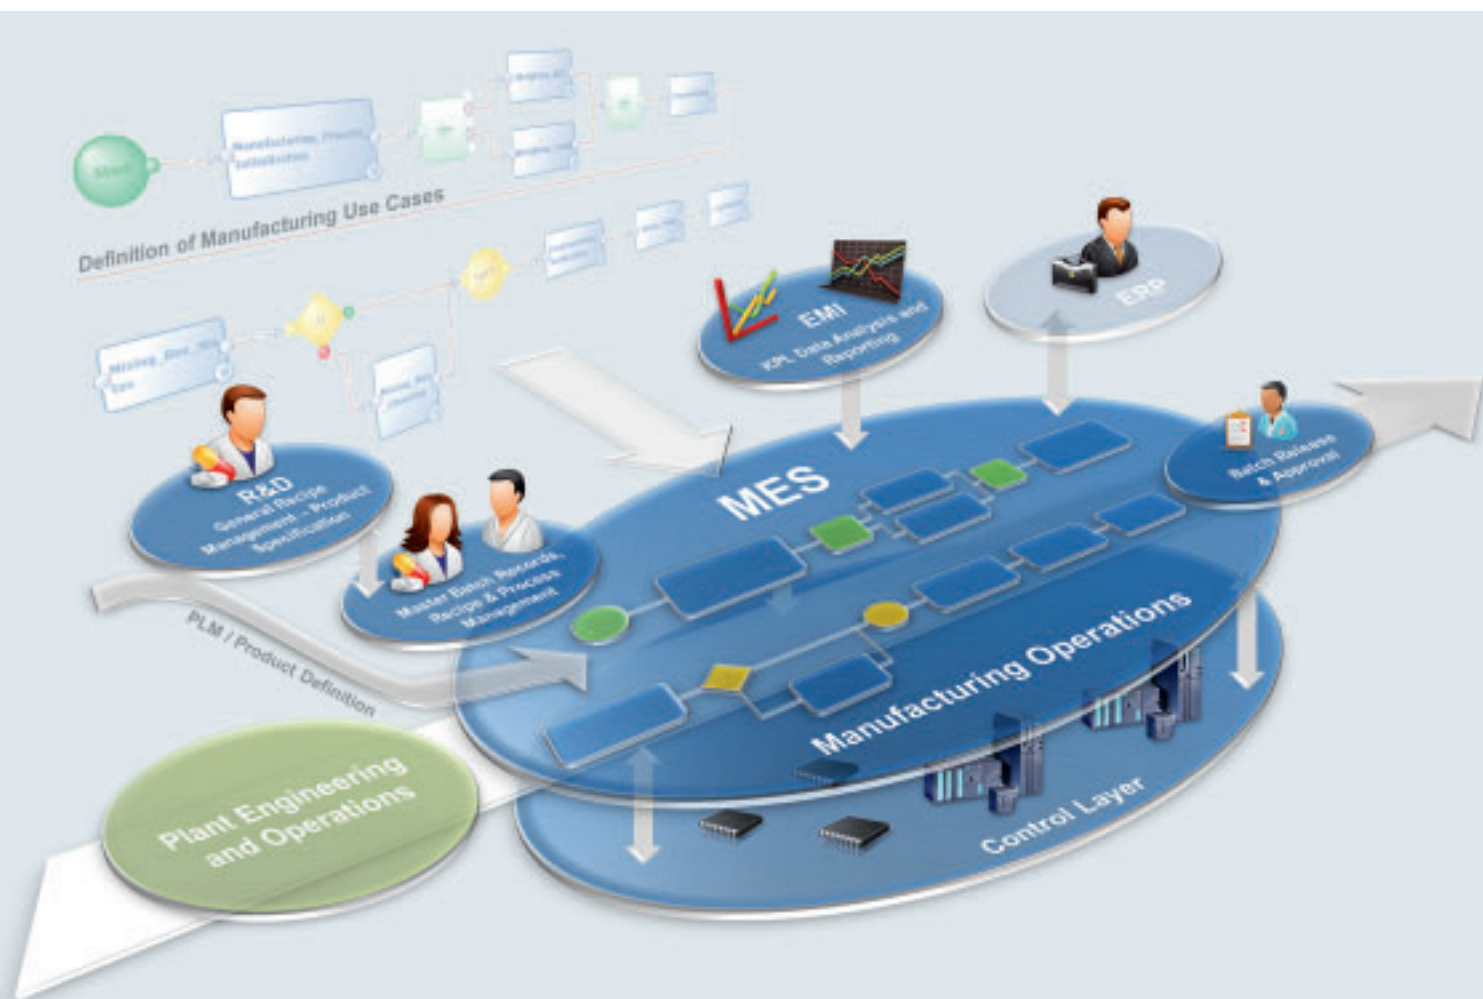 Start
Definition of Manufacturing Use Cases
EMI
KPI, Data Analysis and
Reporting
ERP
R&D
General Recipe
Management – Product
Specification
Master Batch Records,
Recipe & Process
Management
PLM / Product Definition
MES
Batch Release
& Approval
Manufacturing Operations
Control Layer
Plant Engineering
and Operations